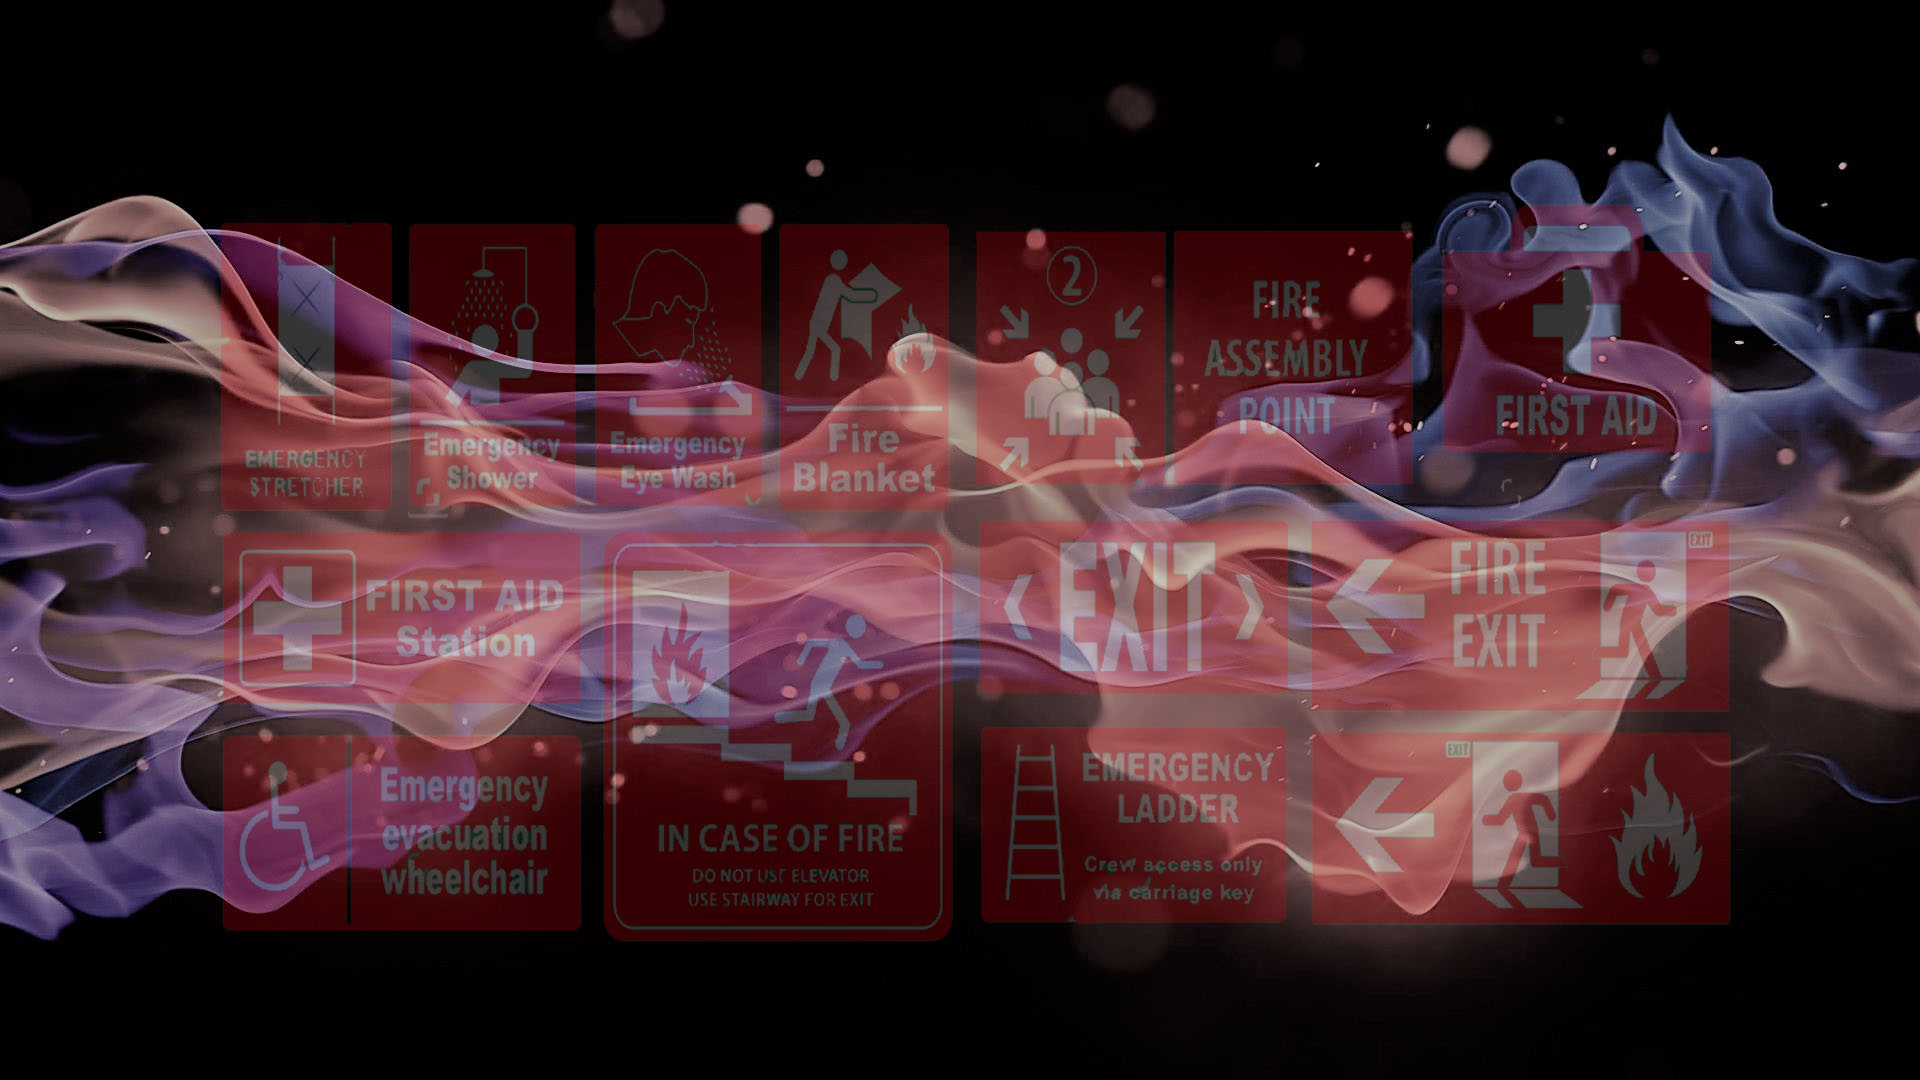 EMERGENCY
STRETCHER
Emergency
Shower
Emergency
Eye Wash
Fire
Blanket
2
FIRE
ASSEMBLY
POINT
FIRST AID
FIRST AID
Station
IN CASE OF FIRE
DO NOT USE ELEVATOR
USE STAIRWAY FOR EXIT
EXIT
FIRE
EXIT
EXIT
Emergency
evacuation
wheelchair
EMERGENCY
LADDER
Crew access only
via carriage key
EXIT